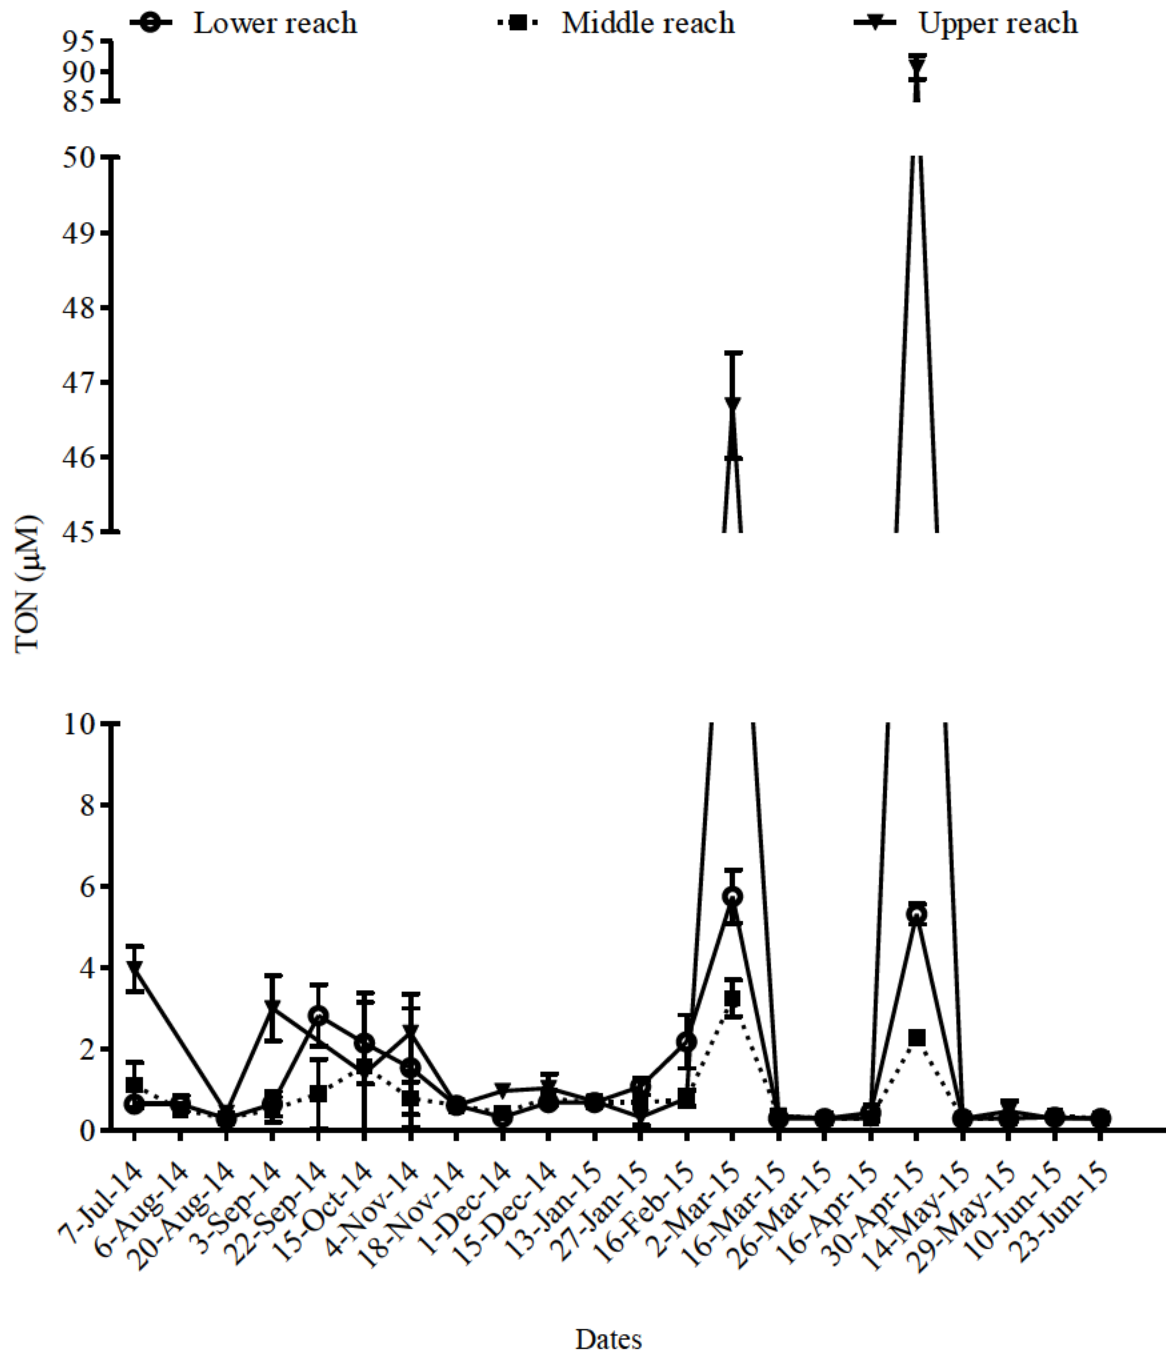 Lower reach Middle reach Upper reach
95
90
85
50
49
48
47
46
45
10
8
6
4
2
0
TON (μM)
7-Jul-14
6-Aug-14
20-Aug-14
3-Sep-14
22-Sep-14
15-Oct-14
4-Nov-14
18-Nov-14
1-Dec-14
15-Dec-14
13-Jan-15
27-Jan-15
16-Feb-15
2-Mar-15
16-Mar-15
26-Mar-15
16-Apr-15
30-Apr-15
14-May-15
29-May-15
10-Jun-15
23-Jun-15
Dates